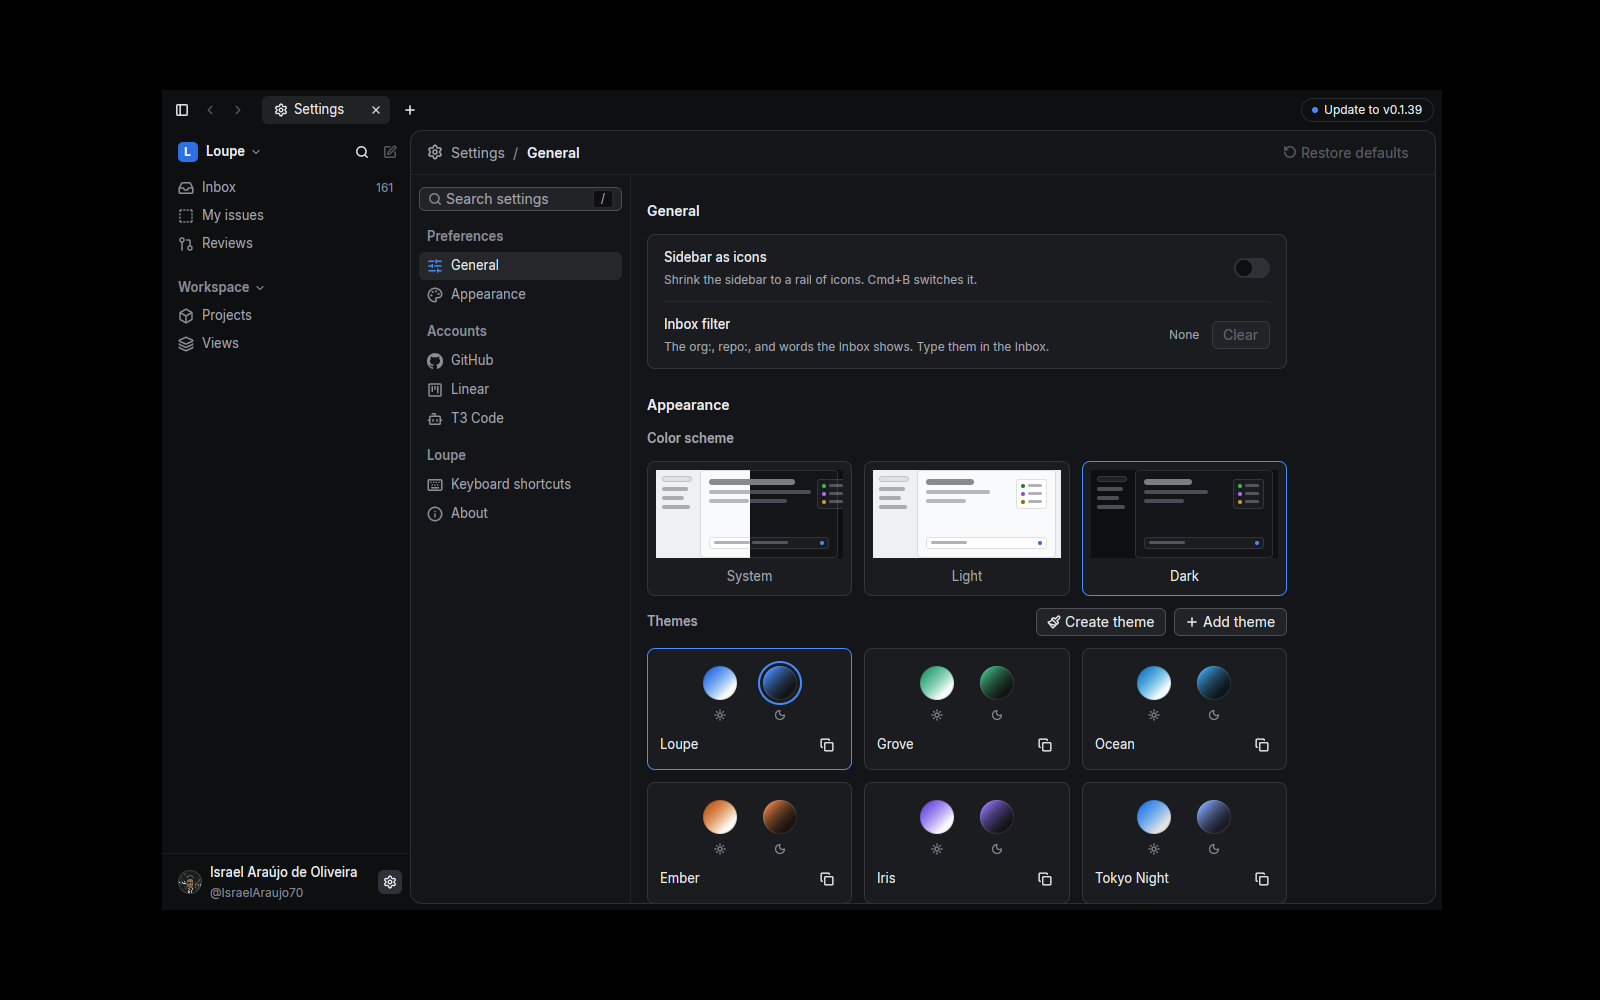 Settings
Update to v0.1.39
L Loupe
Inbox 161
My issues
Reviews
Workspace
Projects
Views
Israel Araújo de Oliveira
@IsraelAraujo70
Settings / General
Restore defaults
Search settings /
Preferences
General
Appearance
Accounts
GitHub
Linear
T3 Code
Loupe
Keyboard shortcuts
About
General
Sidebar as icons
Shrink the sidebar to a rail of icons. Cmd+B switches it.
Inbox filter
The org:, repo:, and words the Inbox shows. Type them in the Inbox.
None Clear
Appearance
Color scheme
System Light Dark
Themes
Create theme Add theme
Loupe Grove Ocean
Ember Iris Tokyo Night